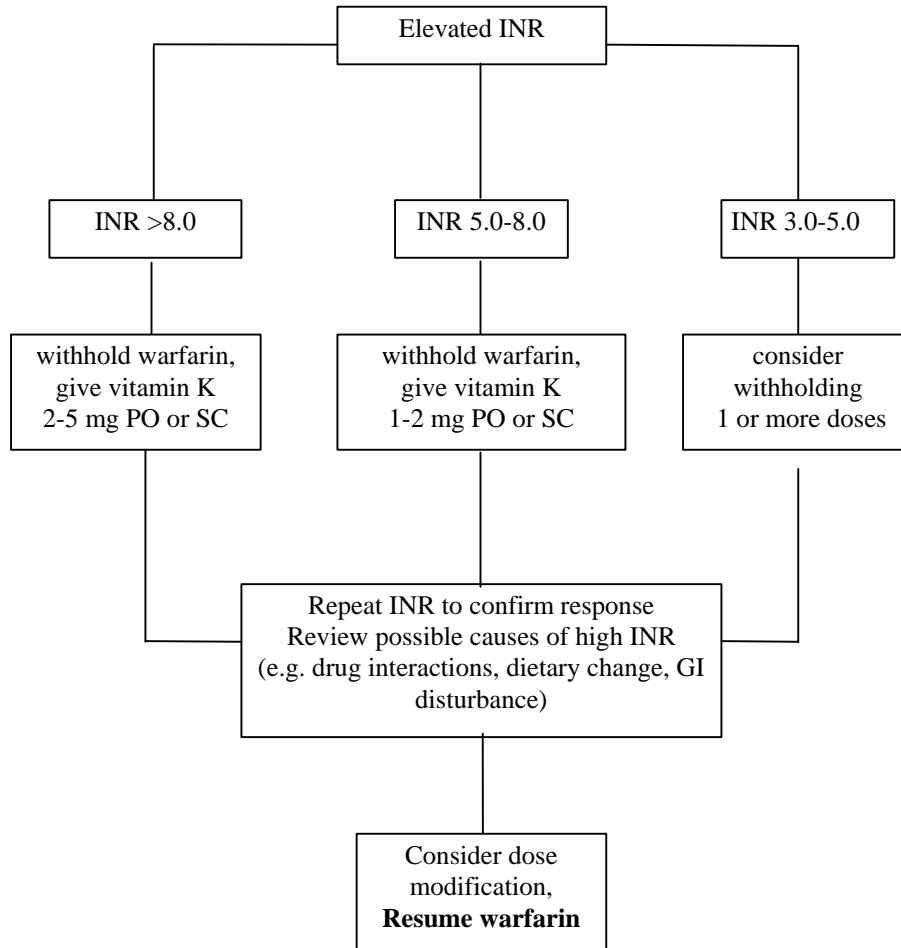 Elevated INR
INR >8.0
INR 5.0-8.0
INR 3.0-5.0
withhold warfarin,
give vitamin K
2-5 mg PO or SC
withhold warfarin,
give vitamin K
1-2 mg PO or SC
consider
withholding
1 or more doses
Repeat INR to confirm response
Review possible causes of high INR
(e.g. drug interactions, dietary change, GI
disturbance)
Consider dose
modification,
Resume warfarin